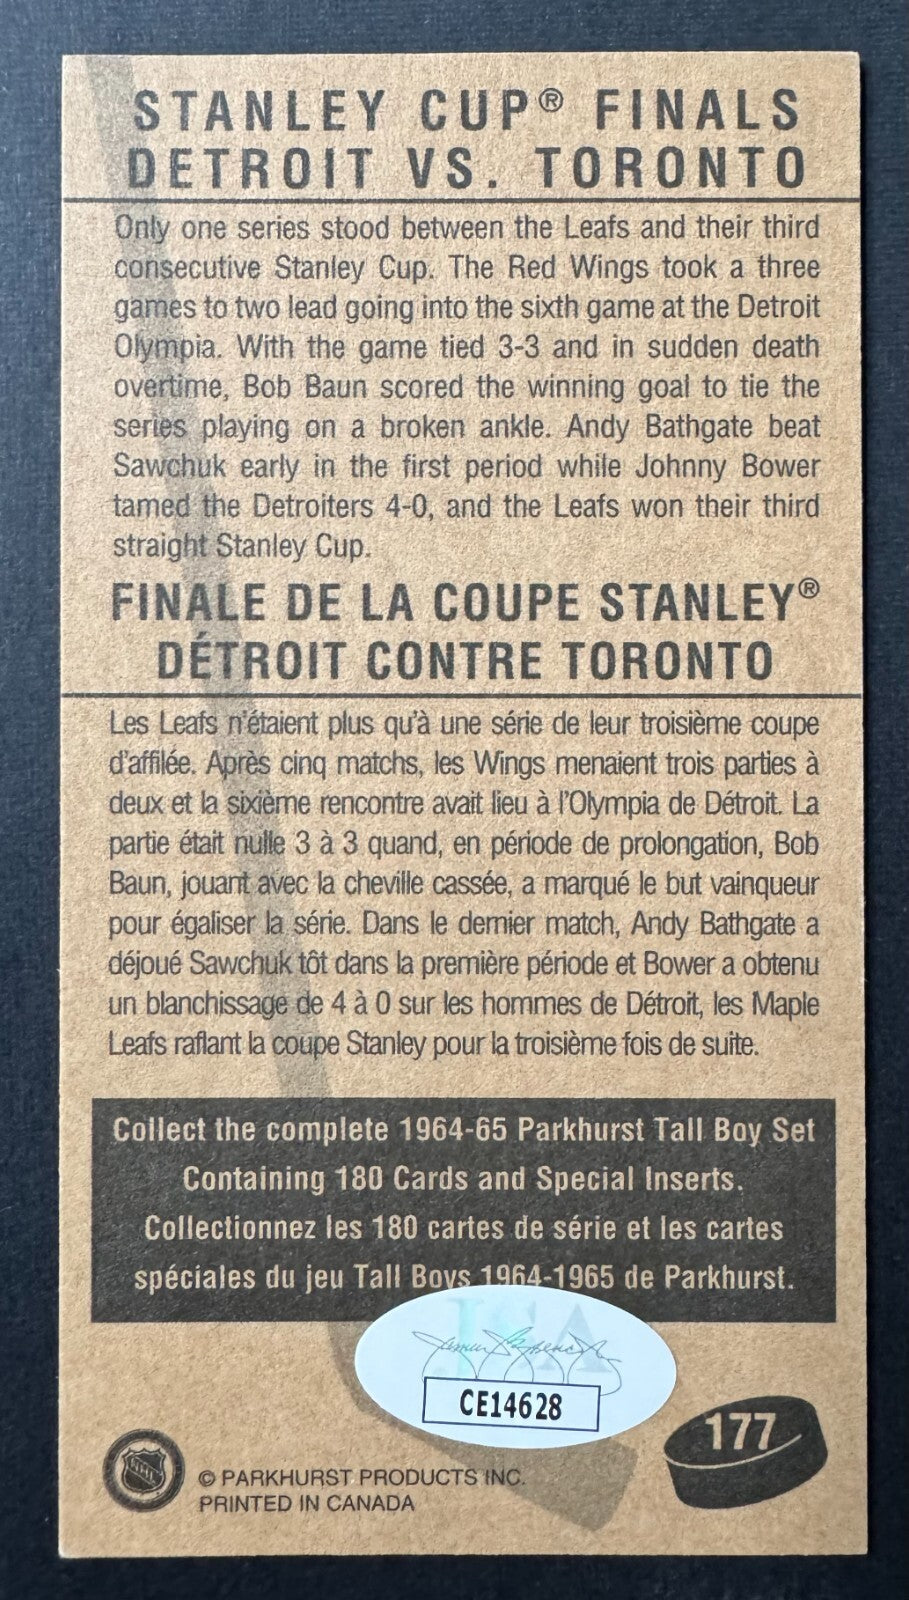 STANLEY CUP® FINALS
DETROIT VS. TORONTO
Only one series stood between the Leafs and their third
consecutive Stanley Cup. The Red Wings took a three
games to two lead going into the sixth game at the Detroit
Olympia. With the game tied 3-3 and in sudden death
overtime, Bob Baun scored the winning goal to tie the
series playing on a broken ankle. Andy Bathgate beat
Sawchuk early in the first period while Johnny Bower
tamed the Detroiters 4-0, and the Leafs won their third
straight Stanley Cup.
FINALE DE LA COUPE STANLEY®
DÉTROIT CONTRE TORONTO
Les Leafs n'étaient plus qu'à une série de leur troisième coupe
d'affilée. Après cinq matchs, les Wings menaient trois parties à
deux et la sixième rencontre avait lieu à l'Olympia de Détroit. La
partie était nulle 3 à 3 quand, en période de prolongation, Bob
Baun, jouant avec la cheville cassée, a marqué le but vainqueur
pour égaliser la série. Dans le dernier match, Andy Bathgate a
déjoué Sawchuk tôt dans la première période et Bower a obtenu
un blanchissage de 4 à 0 sur les hommes de Détroit, les Maple
Leafs raflant la coupe Stanley pour la troisième fois de suite.
Collect the complete 1964-65 Parkhurst Tall Boy Set
Containing 180 Cards and Special Inserts.
Collectionnez les 180 cartes de série et les cartes
spéciales du jeu Tall Boys 1964-1965 de Parkhurst.
JSA
CE14628
177
NHL
© PARKHURST PRODUCTS INC.
PRINTED IN CANADA